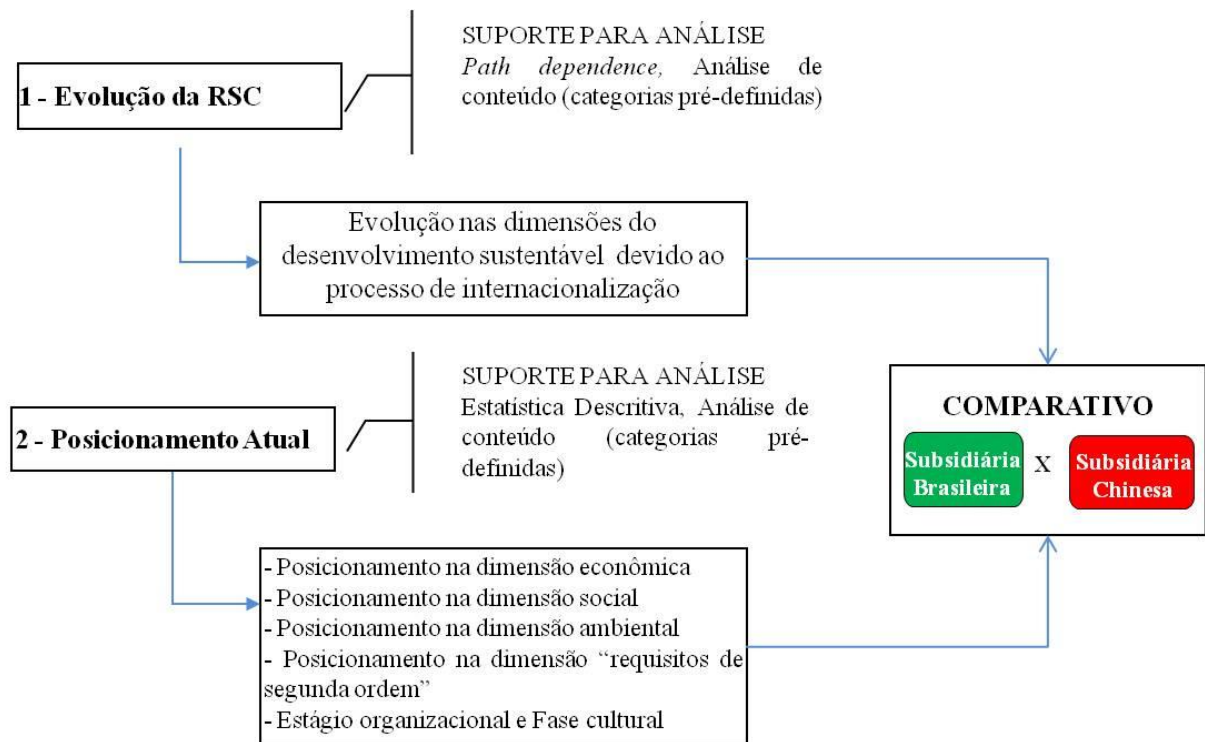 SUPORTE PARA ANÁLISE
Path dependence, Análise de
conteúdo (categorias pré-definidas)
1 - Evolução da RSC
Evolução nas dimensões do
desenvolvimento sustentável devido ao
processo de internacionalização
SUPORTE PARA ANÁLISE
Estatística Descritiva, Análise de
conteúdo (categorias pré-
definidas)
2 - Posicionamento Atual
COMPARATIVO
Subsidiária
Brasileira
X
Subsidiária
Chinesa
- Posicionamento na dimensão econômica
- Posicionamento na dimensão social
- Posicionamento na dimensão ambiental
- Posicionamento na dimensão “requisitos de
segunda ordem”
- Estágio organizacional e Fase cultural